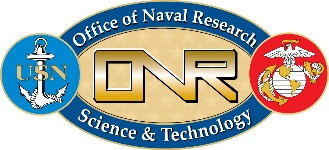 Office of Naval Research
USN
ONR
Science & Technology